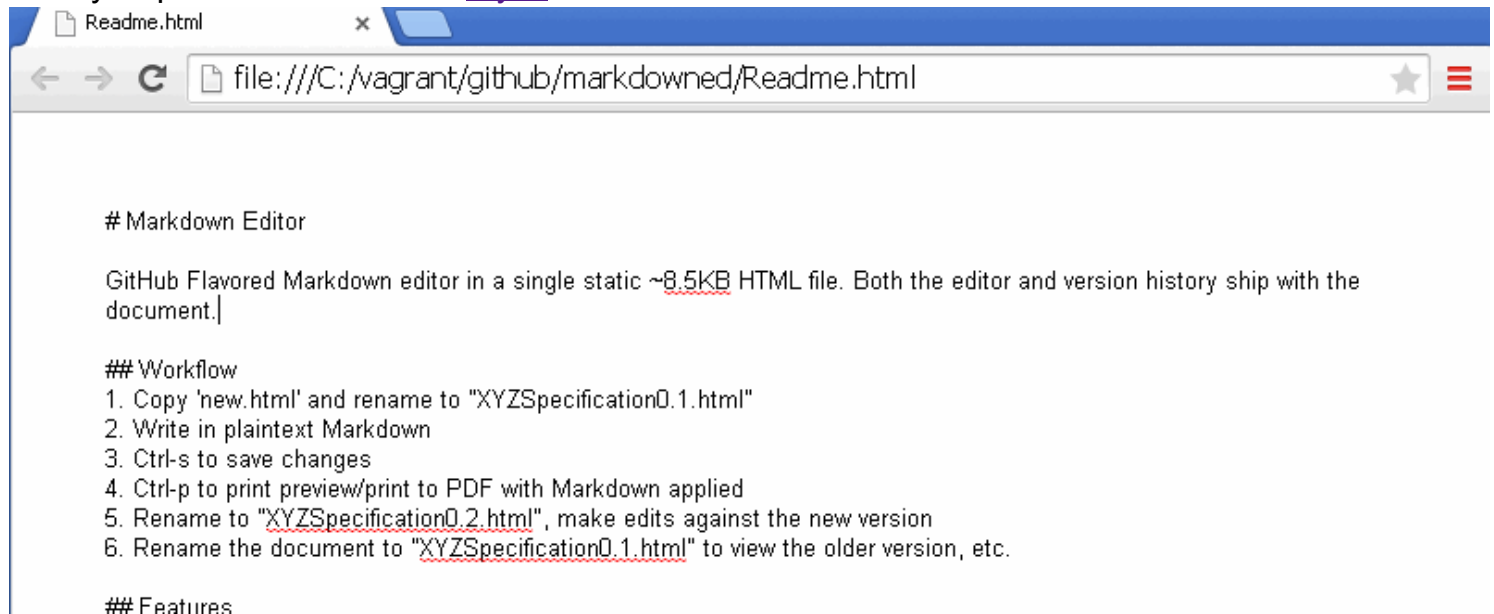 Readme.html
file:///C:/vagrant/github/markdowned/Readme.html
# Markdown Editor
GitHub Flavored Markdown editor in a single static ~8.5KB HTML file. Both the editor and version history ship with the
document.
## Workflow
1. Copy 'new.html' and rename to "XYZSpecification0.1.html"
2. Write in plaintext Markdown
3. Ctrl-s to save changes
4. Ctrl-p to print preview/print to PDF with Markdown applied
5. Rename to "XYZSpecification0.2.html", make edits against the new version
6. Rename the document to "XYZSpecification0.1.html" to view the older version, etc.
## Features